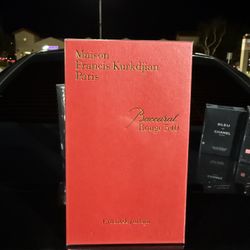 Maison
Francis Kurkdjian
Paris
Baccarat
Rouge 540
Extrait de parfum
BLEU
DE
CHANEL